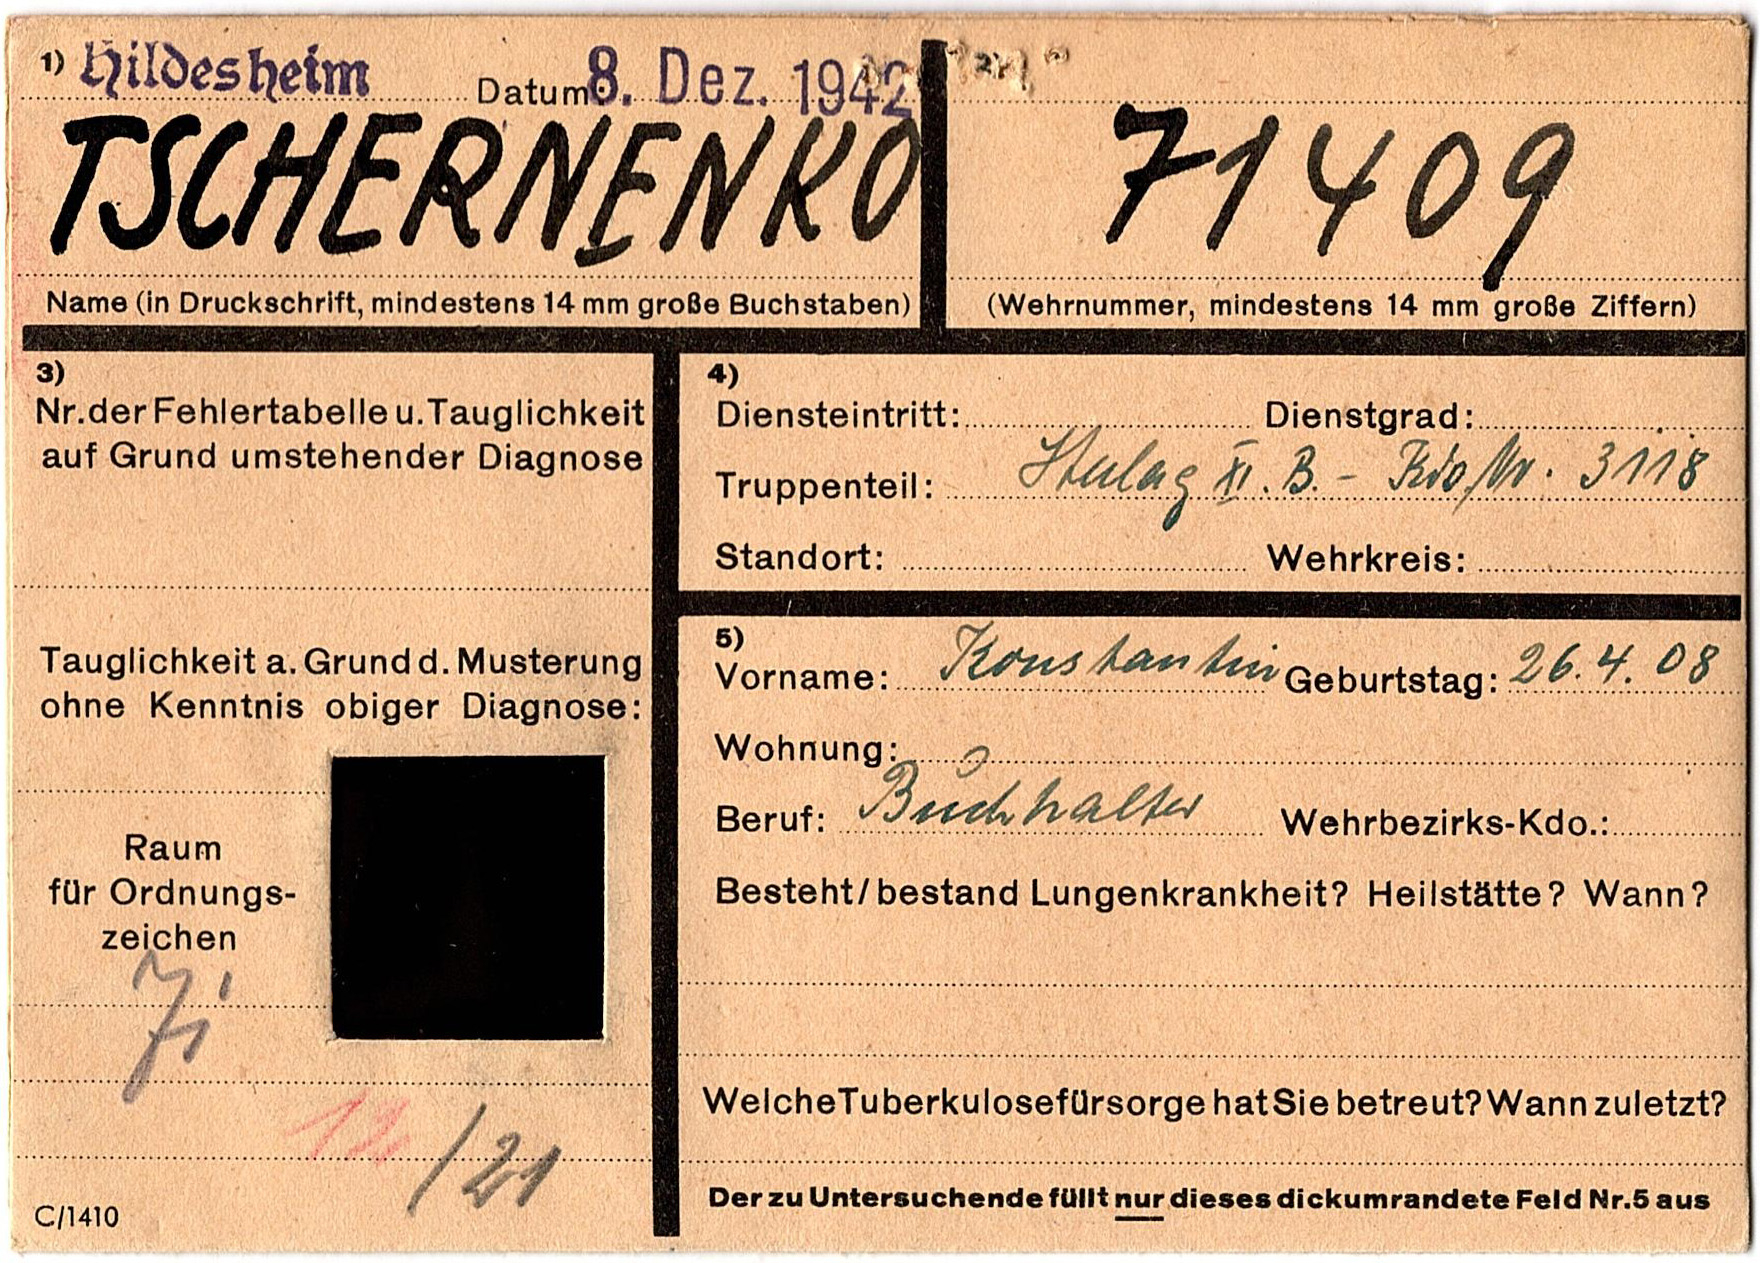 1) Hildesheim Datum: 8. Dez. 1942
TSCHERNENKO 71409
Name (in Druckschrift, mindestens 14 mm große Buchstaben) (Wehrnummer, mindestens 14 mm große Ziffern)
3)
Nr. der Fehlertabelle u. Tauglichkeit
auf Grund umstehender Diagnose
4)
Diensteintritt: Dienstgrad:
Truppenteil: Stalag XI. B. - Kdo/Nr. 3118
Standort: Wehrkreis:
Tauglichkeit a. Grund d. Musterung
ohne Kenntnis obiger Diagnose:
Raum
für Ordnungs-
zeichen
/21
C/1410
5)
Vorname: Konstantin Geburtstag: 26.4.08
Wohnung:
Beruf: Buchhalter Wehrbezirks-Kdo.:
Besteht/bestand Lungenkrankheit? Heilstätte? Wann?
Welche Tuberkulosefürsorge hat Sie betreut? Wann zuletzt?
Der zu Untersuchende füllt nur dieses dickumrandete Feld Nr. 5 aus